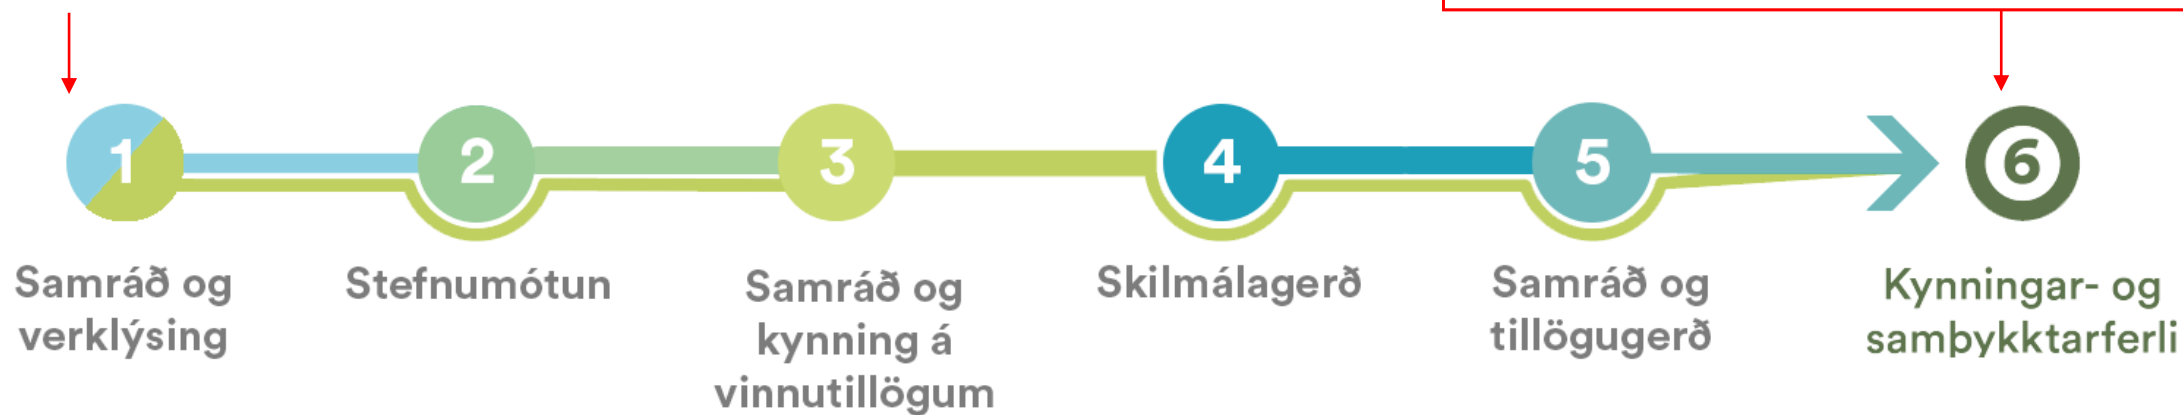 1
2
3
4
5
6
Samráð og
verklýsing
Stefnumótun
Samráð og
kynning á
vinnutillögum
Skilmálagerð
Samráð og
tillögugerð
Kynningar- og
samþykktarferli